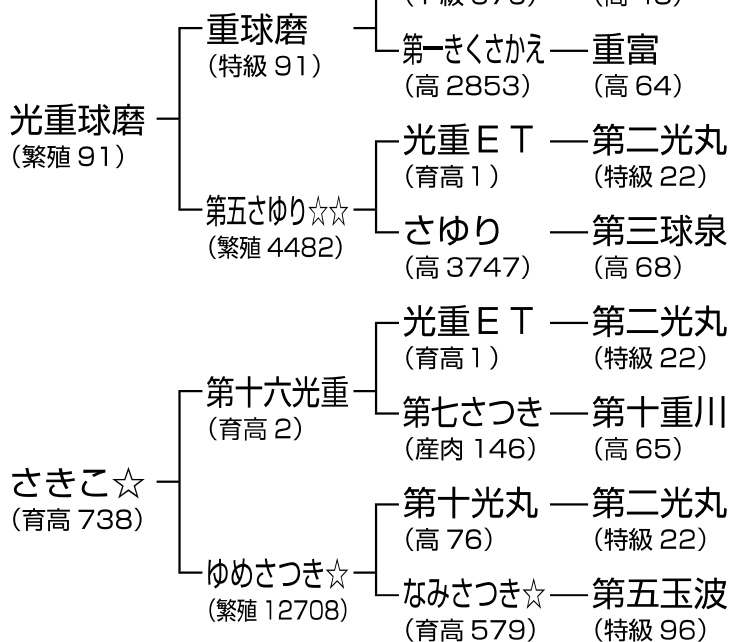 重球磨
（特級 91）
第一きくさかえ
（高 2853）
重富
（高 64）
光重球磨
（繁殖 91）
光重ＥＴ
（育高1）
第二光丸
（特級 22）
第五さゆり☆☆
（繁殖 4482）
さゆり
（高 3747）
第三球泉
（高 68）
光重ＥＴ
（育高1）
第二光丸
（特級 22）
第十六光重
（育高 2）
第七さつき
（産肉 146）
第十重川
（高 65）
さきこ☆
（育高 738）
第十光丸
（高 76）
第二光丸
（特級 22）
ゆめさつき☆
（繁殖 12708）
なみさつき☆
（育高 579）
第五玉波
（特級 96）